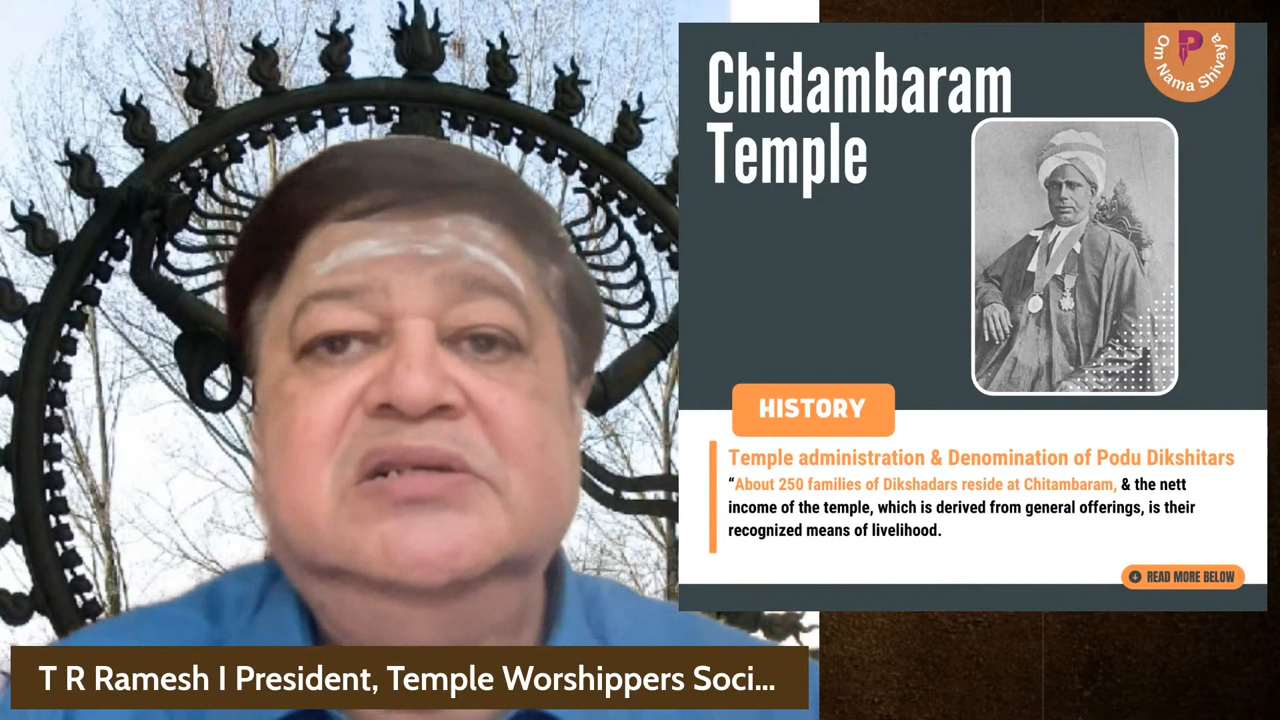 Chidambaram
Temple
Om Nama Shivaya
HISTORY
Temple administration & Denomination of Podu Dikshitars
“About 250 families of Dikshadars reside at Chitambaram, & the nett
income of the temple, which is derived from general offerings, is their
recognized means of livelihood.
READ MORE BELOW
T R Ramesh I President, Temple Worshippers Soci...